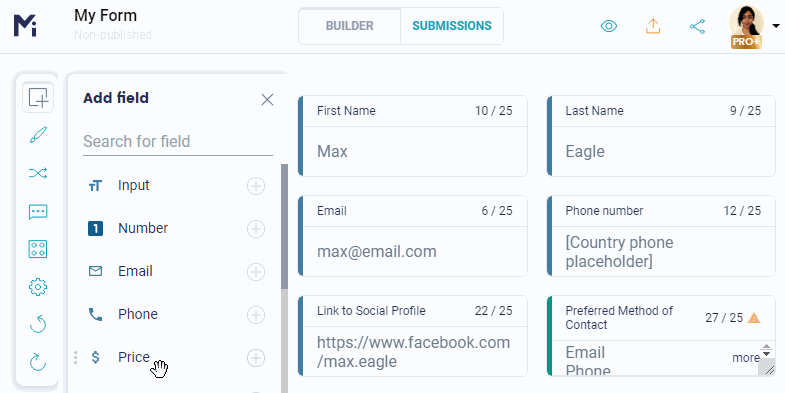 My Form
Non-published
BUILDER
SUBMISSIONS
PRO+
Add field
Search for field
Input
1 Number
Email
Phone
$ Price
First Name 10 / 25
Max
Last Name 9 / 25
Eagle
Email 6 / 25
max@email.com
Phone number 12 / 25
[Country phone
placeholder]
Link to Social Profile 22 / 25
https://www.facebook.com
/max.eagle
Preferred Method of
Contact 27 / 25
Email
Phone
more